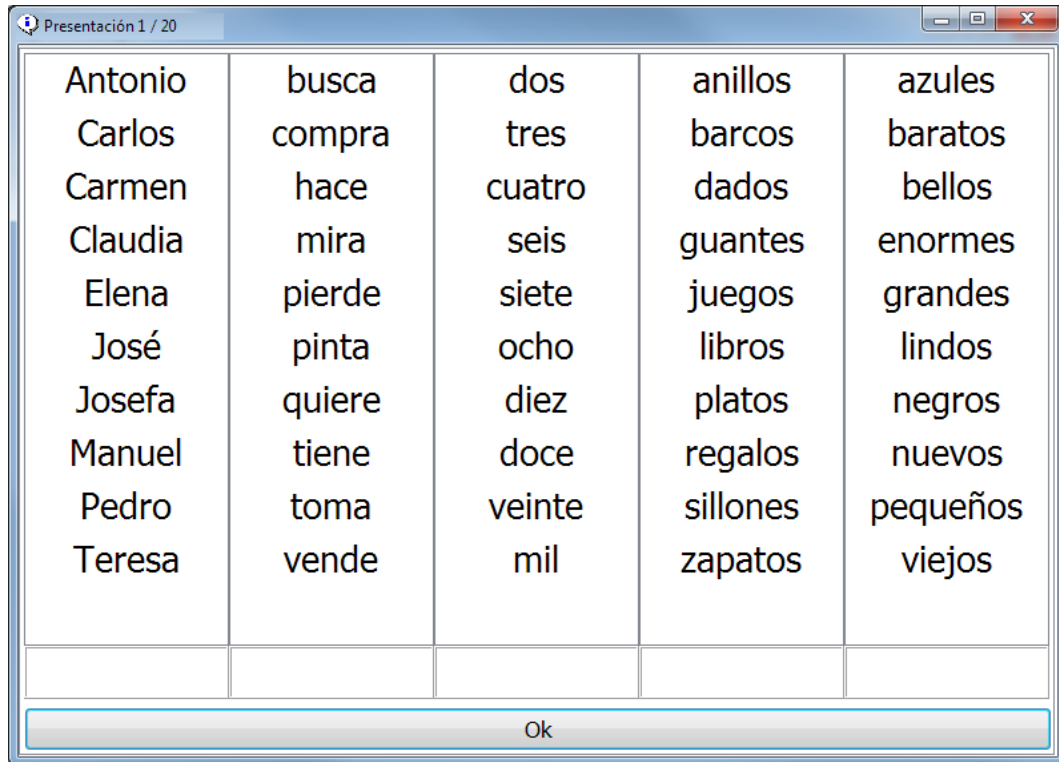 Presentación 1 / 20
Antonio busca dos anillos azules
Carlos compra tres barcos baratos
Carmen hace cuatro dados bellos
Claudia mira seis guantes enormes
Elena pierde siete juegos grandes
José pinta ocho libros lindos
Josefa quiere diez platos negros
Manuel tiene doce regalos nuevos
Pedro toma veinte sillones pequeños
Teresa vende mil zapatos viejos
Ok